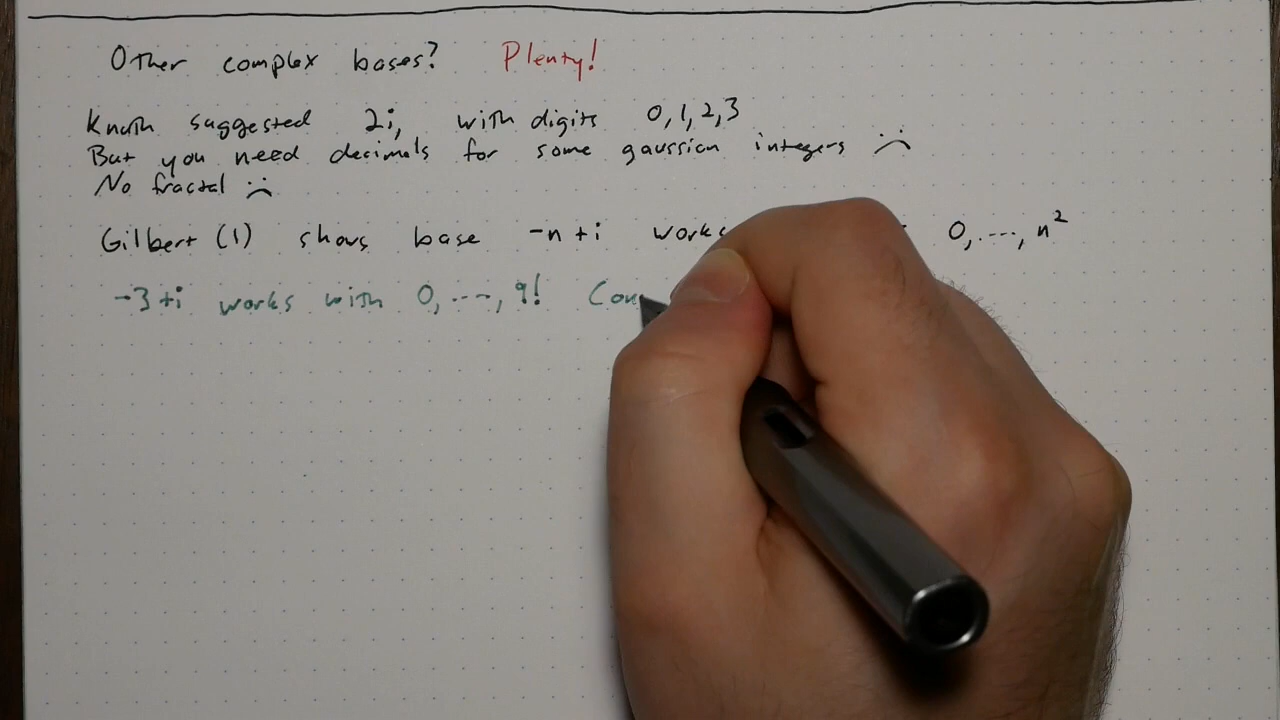 Other complex bases? Plenty!
Knuth suggested 2i, with digits 0,1,2,3
But you need decimals for some gaussian integers :(
No fractal :(
Gilbert (1) shows base -n+i works 0,...,n²
-3+i works with 0,...,9!